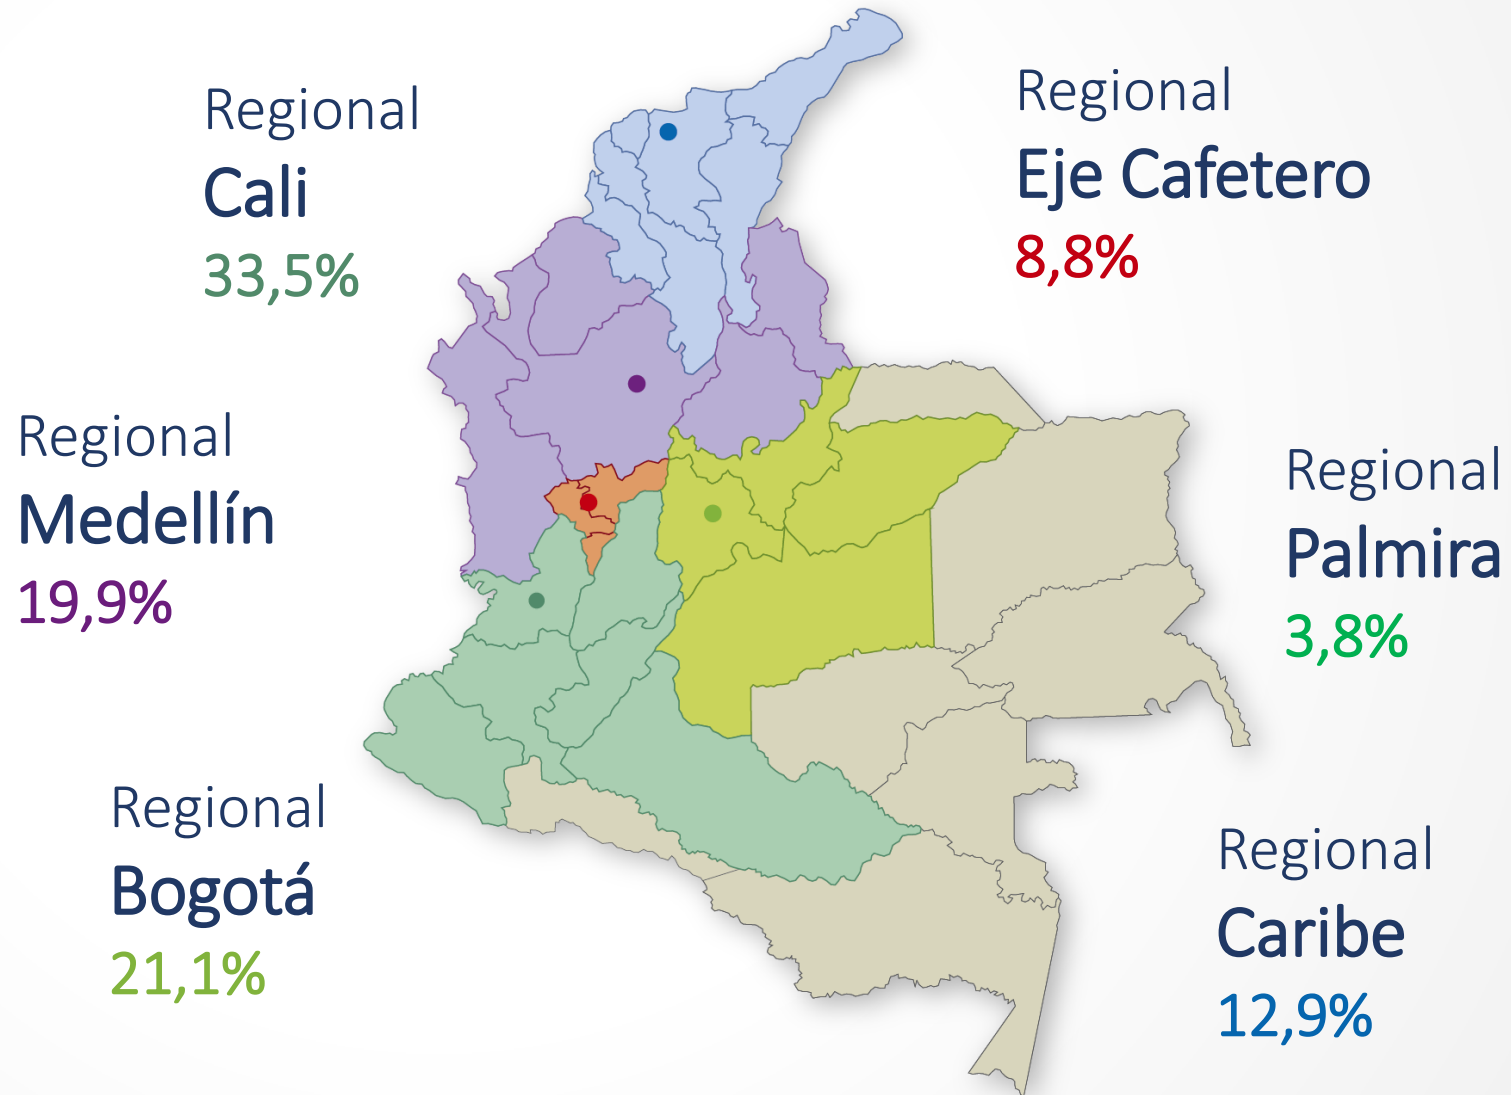 Regional
Cali
33,5%
Regional
Medellín
19,9%
Regional
Bogotá
21,1%
Regional
Eje Cafetero
8,8%
Regional
Palmira
3,8%
Regional
Caribe
12,9%